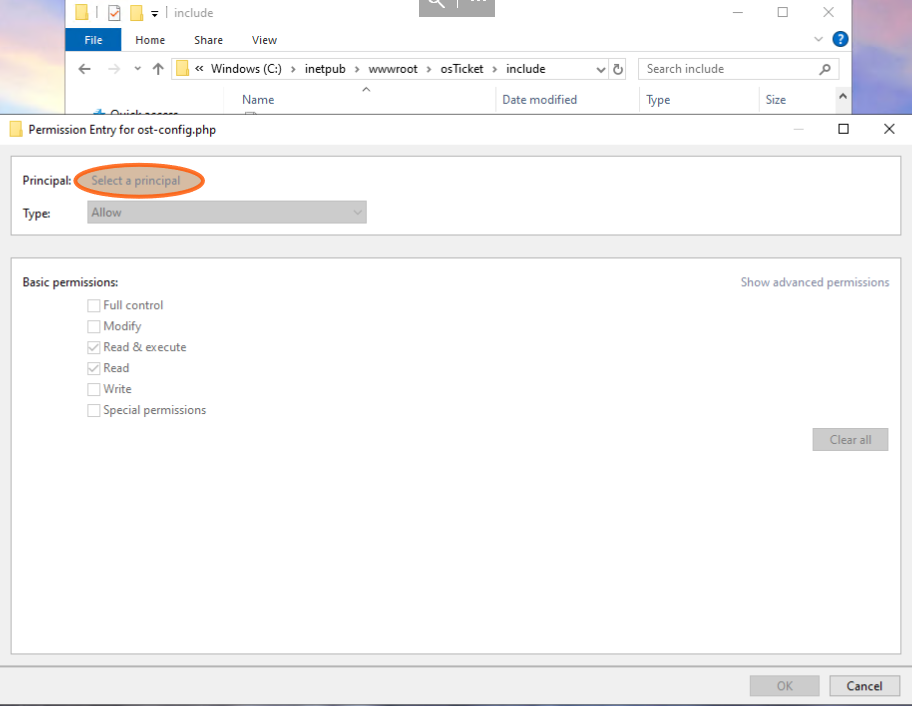 include
File Home Share View
« Windows (C:) › inetpub › wwwroot › osTicket › include Search include
Name Date modified Type Size
Quick access
Permission Entry for ost-config.php
Principal: Select a principal
Type: Allow
Basic permissions: Show advanced permissions
Full control
Modify
Read & execute
Read
Write
Special permissions
Clear all
OK Cancel